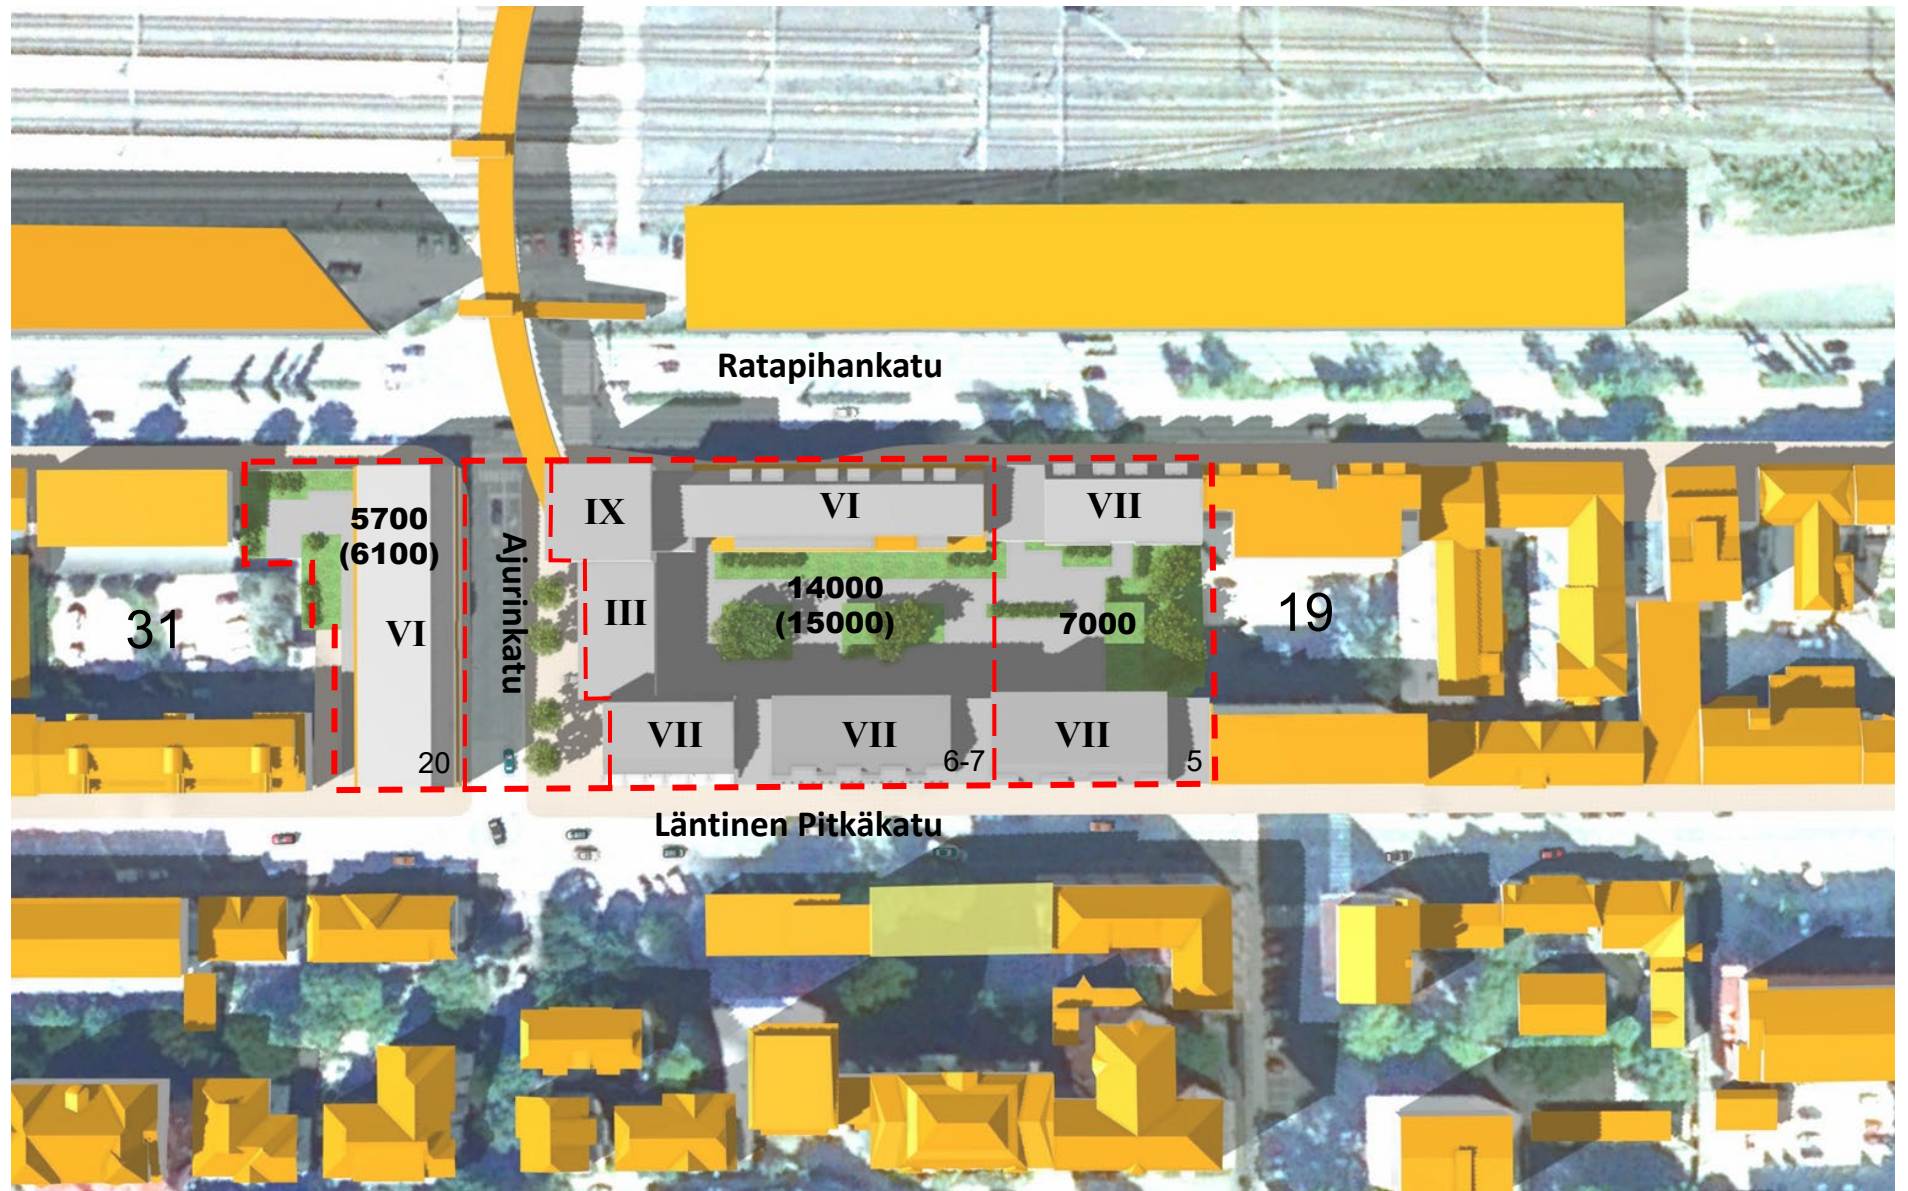 Ratapihankatu
5700
(6100)
VI
31
20
Ajurinkatu
IX
VI
VII
III
14000
(15000)
7000
19
VII
VII
VII
6-7
5
Läntinen Pitkäkatu